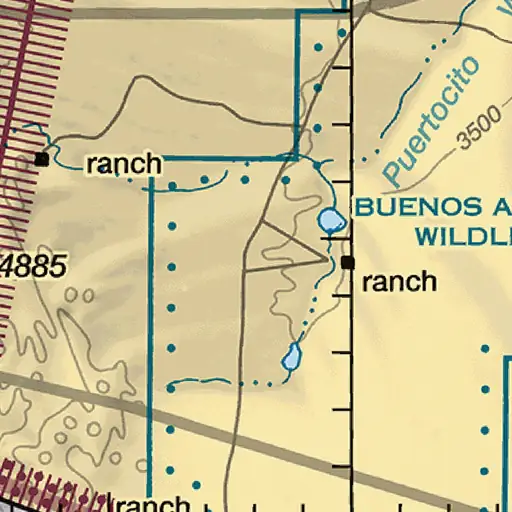 Puertocito
3500
ranch
BUENOS A
WILDL
4885
ranch
ranch